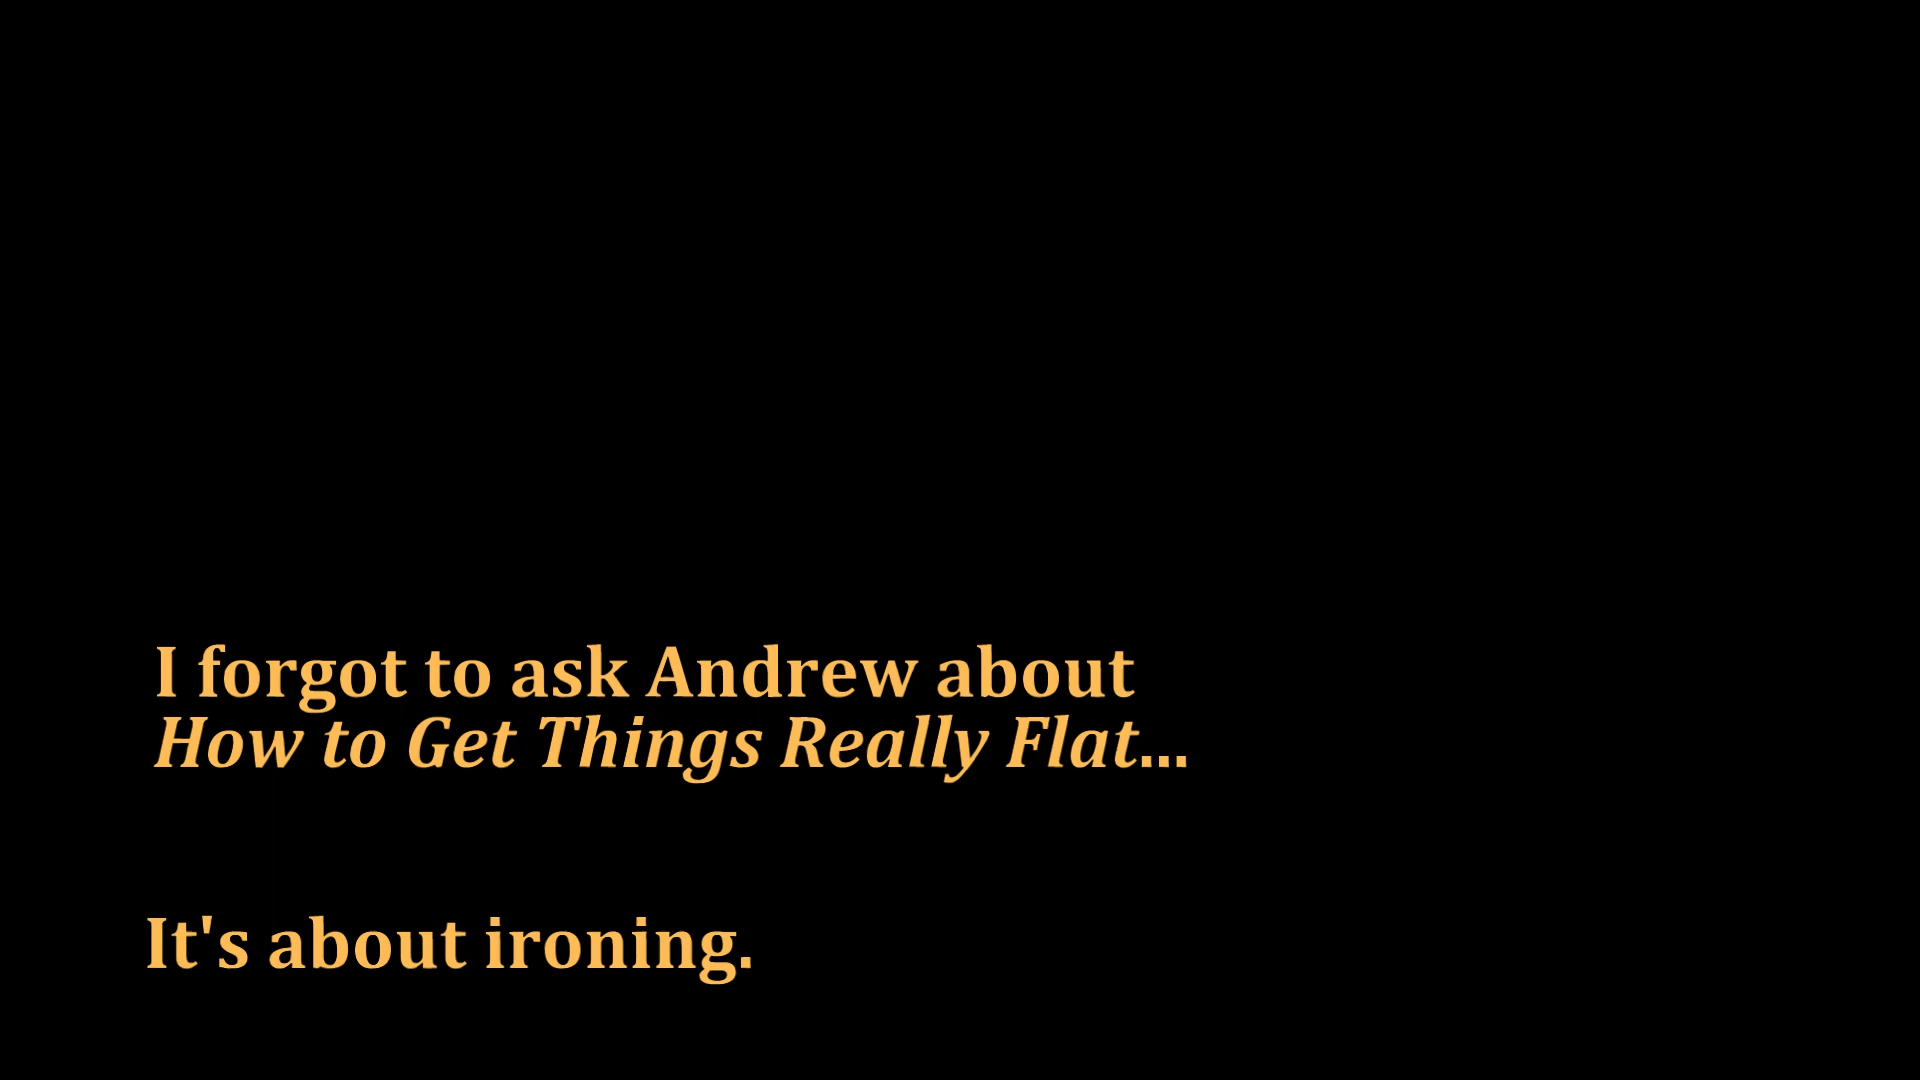 I forgot to ask Andrew about
How to Get Things Really Flat...
It's about ironing.